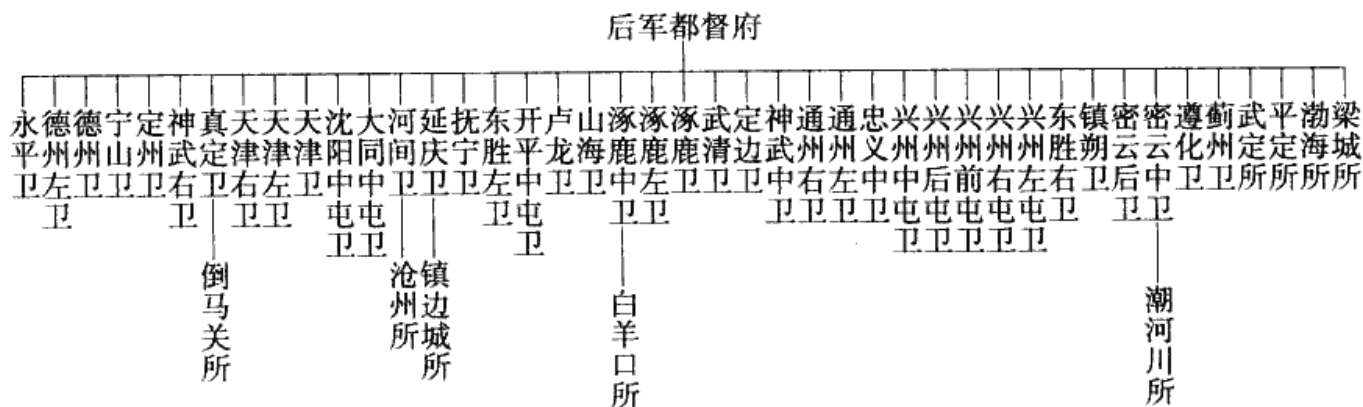 后军都督府
永平卫
德州左卫
德州卫
宁山卫
定州卫
神武右卫
真定卫
倒马关所
天津右卫
天津左卫
天津卫
沈阳中屯卫
大同中屯卫
河间卫
沧州所
延庆卫
镇边城所
抚宁卫
东胜左卫
开平中屯卫
卢龙卫
山海卫
涿鹿中卫
白羊口所
涿鹿左卫
涿鹿卫
武清卫
定边卫
神武中卫
通州右卫
通州左卫
忠义中卫
兴州中屯卫
兴州后屯卫
兴州前屯卫
兴州右屯卫
兴州左屯卫
东胜右卫
镇朔卫
密云后卫
密云中卫
潮河川所
遵化卫
蓟州卫
武定所
平定所
渤海所
梁城所